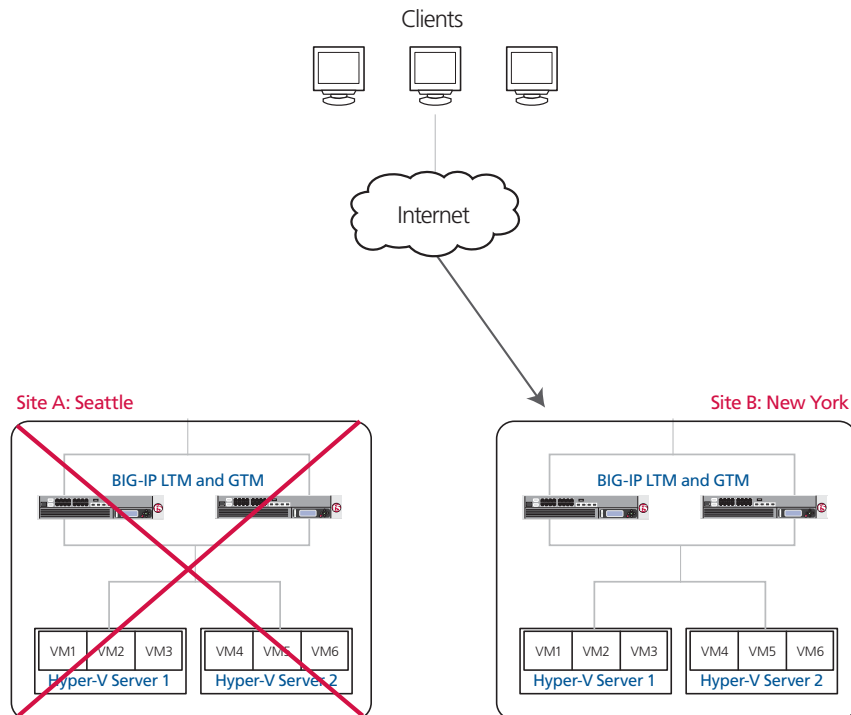 Clients
Internet
Site A: Seattle
Site B: New York
BIG-IP LTM and GTM
BIG-IP LTM and GTM
VM1 VM2 VM3
VM4 VM5 VM6
VM1 VM2 VM3
VM4 VM5 VM6
Hyper-V Server 1
Hyper-V Server 2
Hyper-V Server 1
Hyper-V Server 2